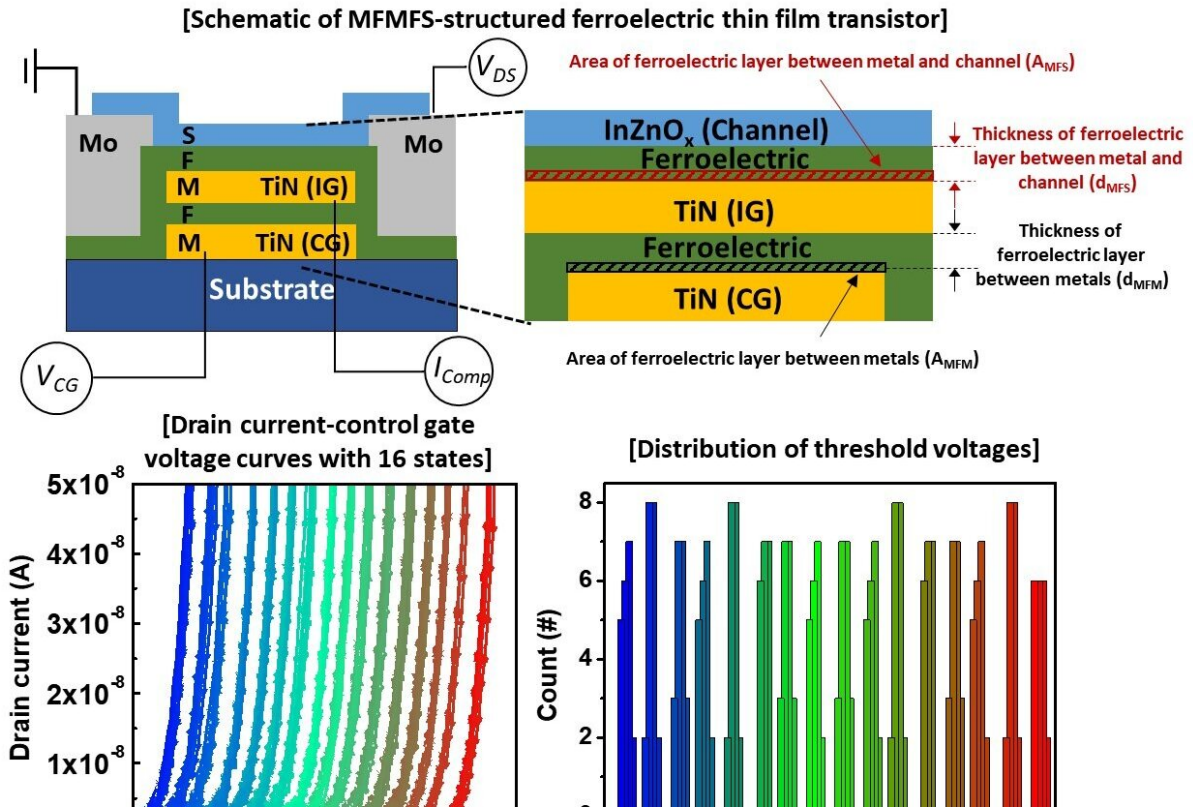 [Schematic of MFMFS-structured ferroelectric thin film transistor]
V_DS
Mo
S
F
M
F
M
TiN (IG)
TiN (CG)
Mo
Substrate
V_CG
I_Comp
Area of ferroelectric layer between metal and channel (A_MFS)
InZnO_x (Channel)
Ferroelectric
TiN (IG)
Ferroelectric
TiN (CG)
Thickness of ferroelectric
layer between metal and
channel (d_MFS)
Thickness of
ferroelectric layer
between metals (d_MFM)
Area of ferroelectric layer between metals (A_MFM)
[Drain current-control gate
voltage curves with 16 states]
Drain current (A)
5x10^-8
4x10^-8
3x10^-8
2x10^-8
1x10^-8
[Distribution of threshold voltages]
Count (#)
8
6
4
2